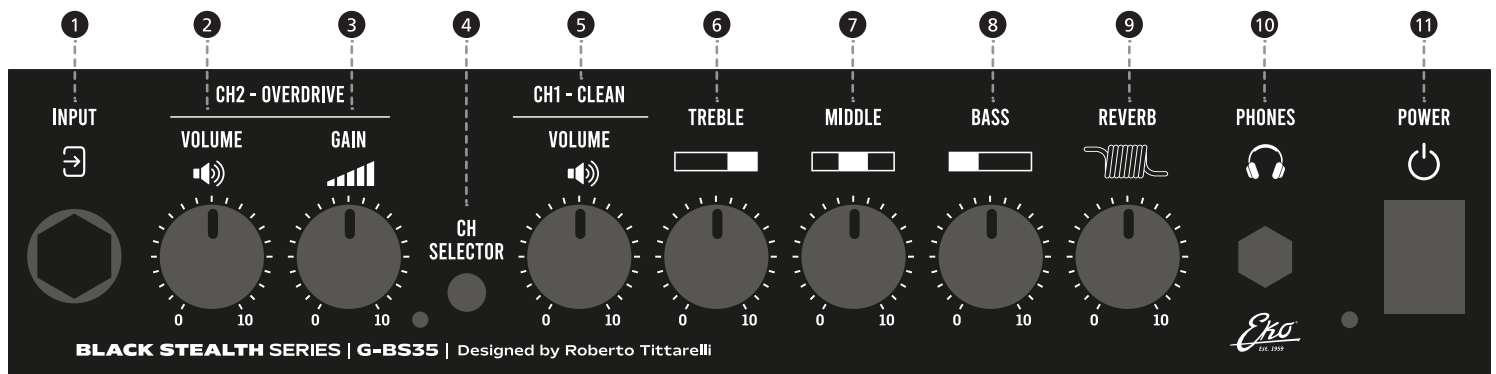 1 2 3 4 5 6 7 8 9 10 11
CH2 - OVERDRIVE CH1 - CLEAN
INPUT TREBLE MIDDLE BASS REVERB PHONES POWER
VOLUME GAIN VOLUME
CH
SELECTOR
0 10 0 10 0 10 0 10 0 10 0 10 0 10
BLACK STEALTH SERIES | G-BS35 | Designed by Roberto Tittarelli
Eko
Est. 1959